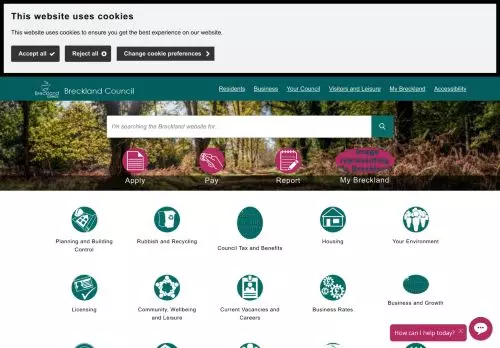 This website uses cookies
This website uses cookies to ensure you get the best experience on our website.
Accept all
Reject all
Change cookie preferences
Breckland Council
Residents Business Your Council Visitors and Leisure My Breckland Accessibility
I'm searching the Breckland website for..
Apply
Pay
Report
My Breckland
Planning and Building
Control
Rubbish and Recycling
Council Tax and Benefits
Housing
Your Environment
Licensing
Community, Wellbeing
and Leisure
Current Vacancies and
Careers
Business Rates
Business and Growth
How can I help today?